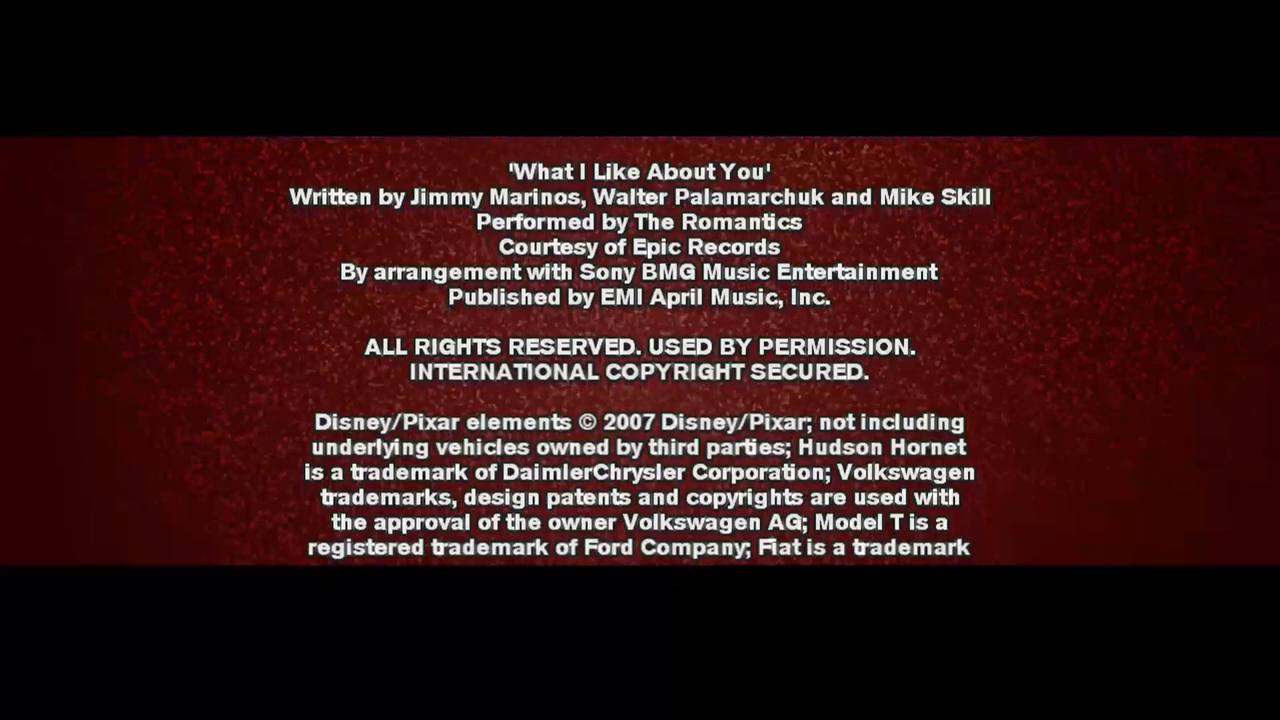 'What I Like About You'
Written by Jimmy Marinos, Walter Palamarchuk and Mike Skill
Performed by The Romantics
Courtesy of Epic Records
By arrangement with Sony BMG Music Entertainment
Published by EMI April Music, Inc.
ALL RIGHTS RESERVED. USED BY PERMISSION.
INTERNATIONAL COPYRIGHT SECURED.
Disney/Pixar elements © 2007 Disney/Pixar; not including
underlying vehicles owned by third parties; Hudson Hornet
is a trademark of DaimlerChrysler Corporation; Volkswagen
trademarks, design patents and copyrights are used with
the approval of the owner Volkswagen AG; Model T is a
registered trademark of Ford Company; Fiat is a trademark